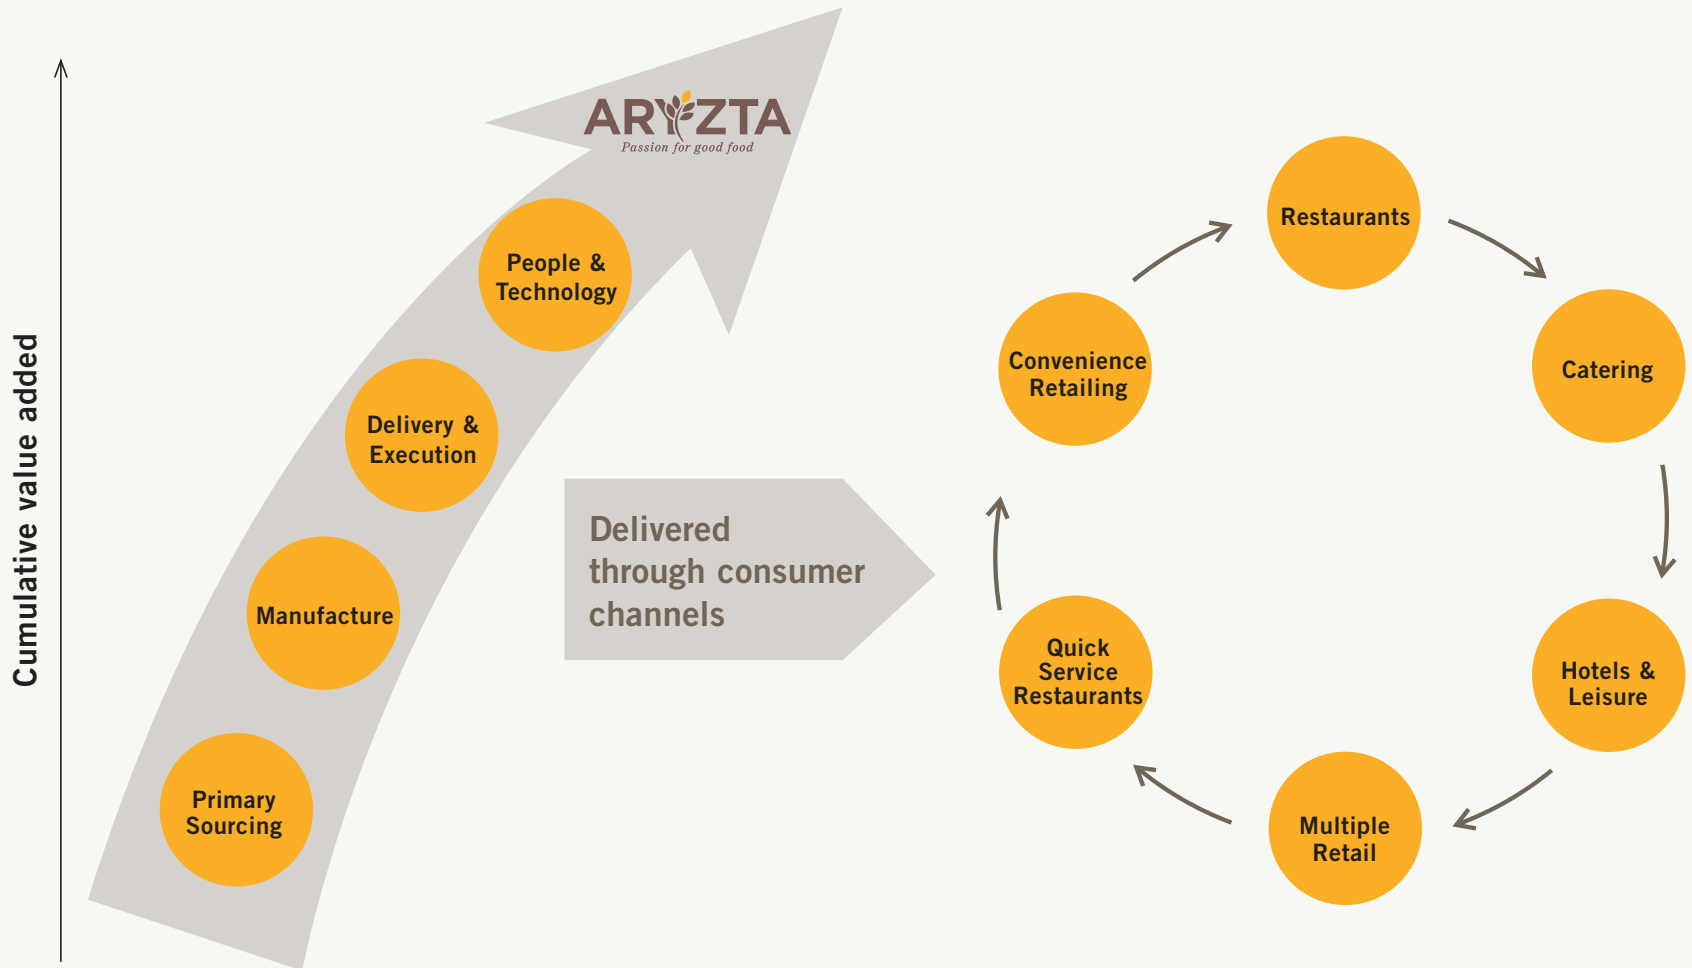 Cumulative value added
ARYZTA
Passion for good food
People &
Technology
Delivery &
Execution
Manufacture
Primary
Sourcing
Delivered
through consumer
channels
Restaurants
Catering
Hotels &
Leisure
Multiple
Retail
Quick
Service
Restaurants
Convenience
Retailing